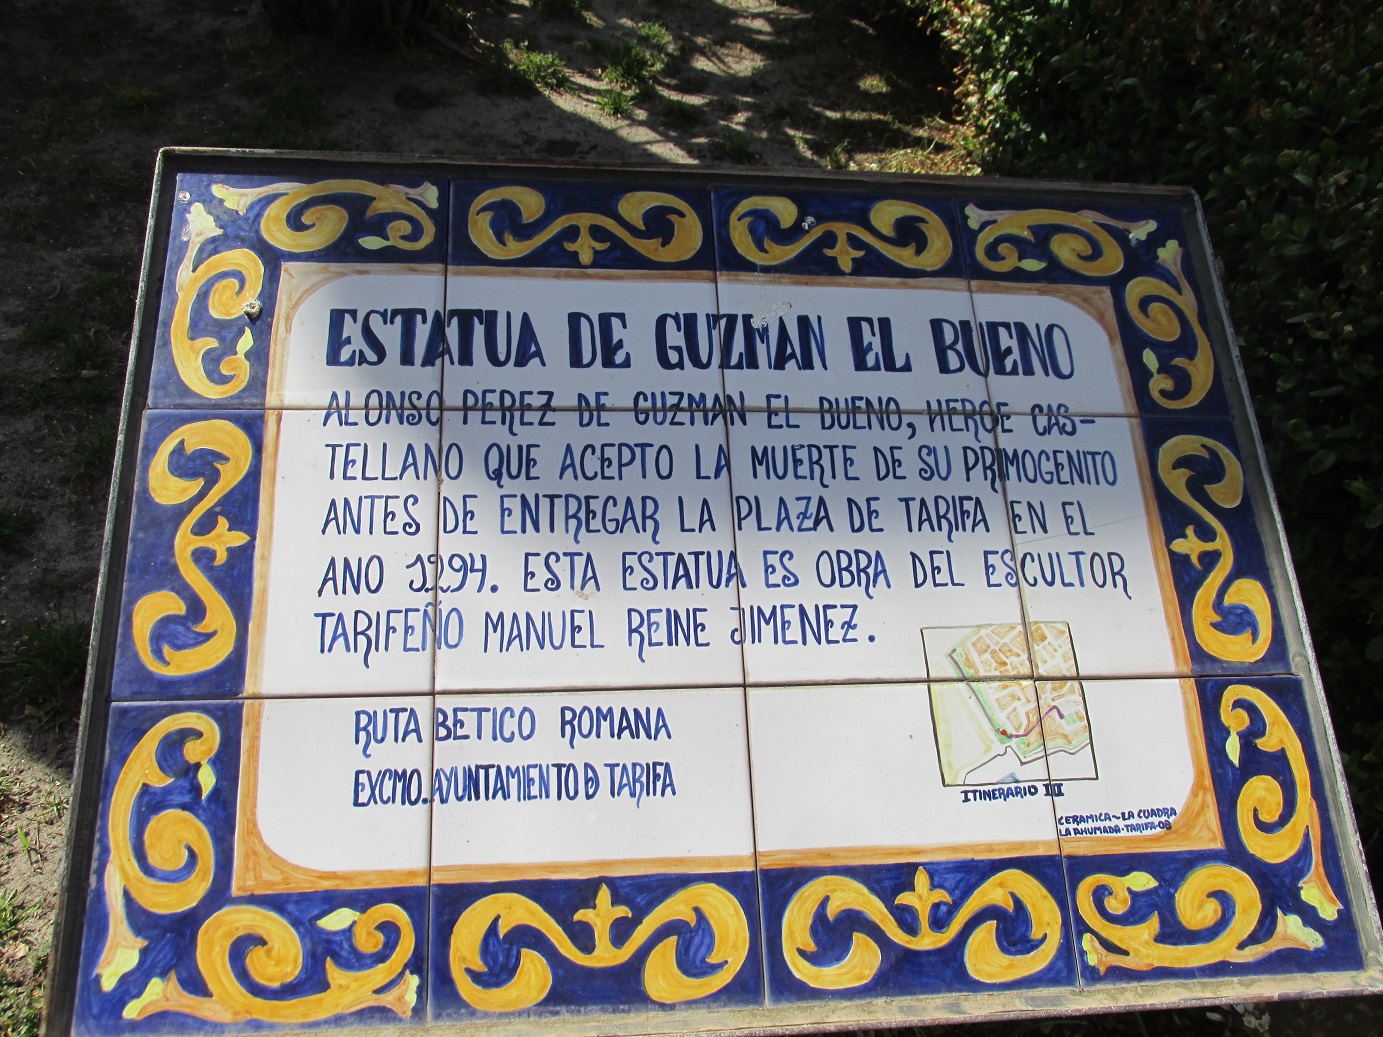 ESTATUA DE GUZMAN EL BUENO
ALONSO PEREZ DE GUZMAN EL BUENO, HEROE CAS-
TELLANO QUE ACEPTO LA MUERTE DE SU PRIMOGENITO
ANTES DE ENTREGAR LA PLAZA DE TARIFA EN EL
ANO 1294. ESTA ESTATUA ES OBRA DEL ESCULTOR
TARIFEÑO MANUEL REINE JIMENEZ.
RUTA BETICO ROMANA
EXCMO. AYUNTAMIENTO D TARIFA
ITINERARIO III
CERAMICA~LA CUADRA
LA AHUMADA-TARIFA-08